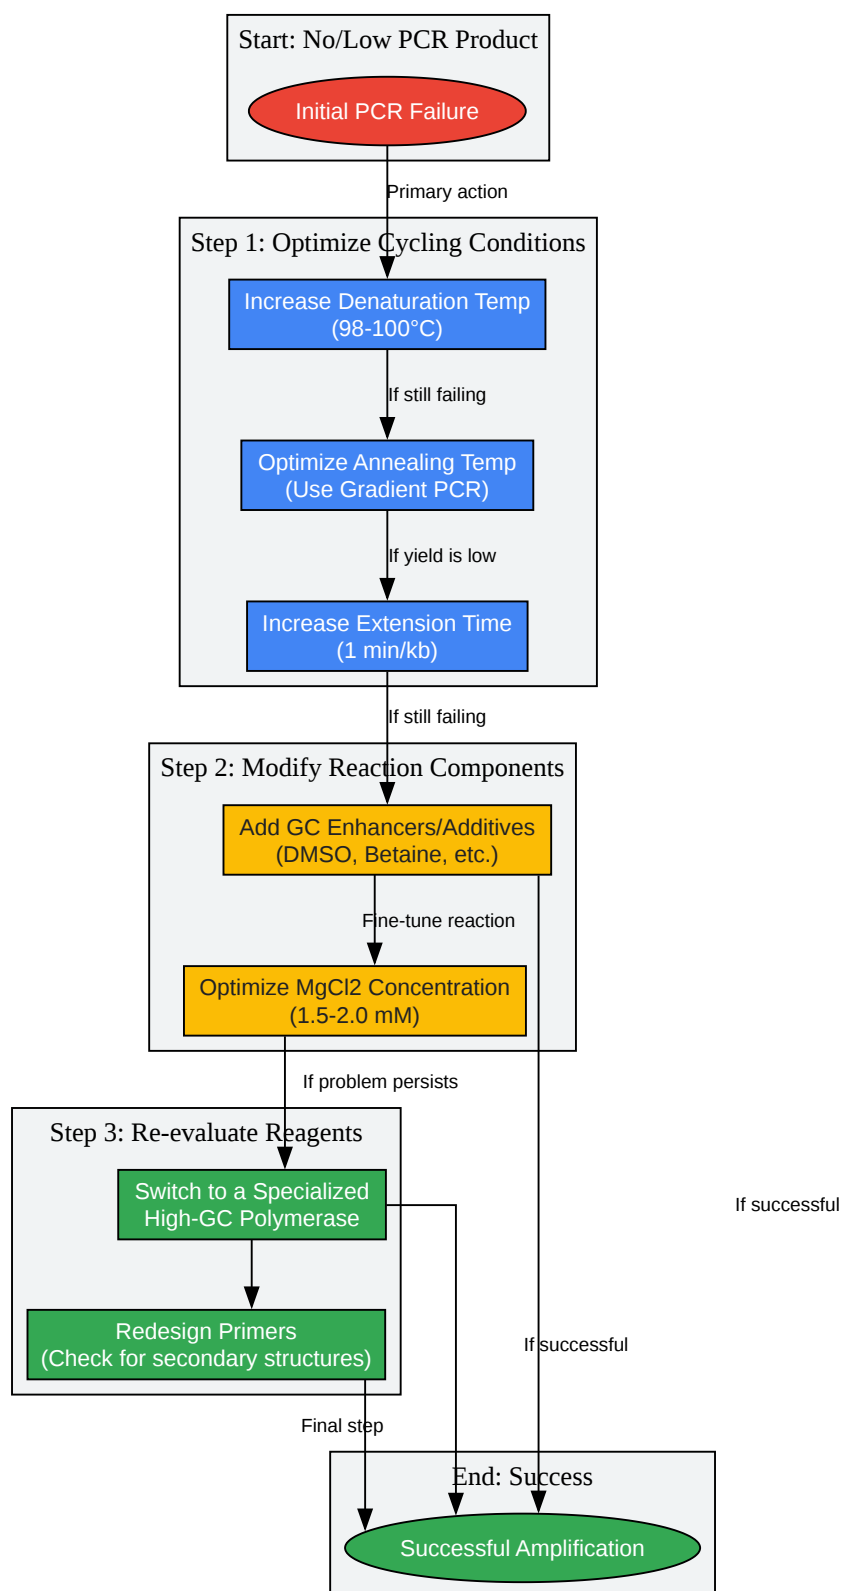 Start: No/Low PCR Product
Initial PCR Failure
Primary action
Step 1: Optimize Cycling Conditions
Increase Denaturation Temp
(98-100°C)
If still failing
Optimize Annealing Temp
(Use Gradient PCR)
If yield is low
Increase Extension Time
(1 min/kb)
If still failing
Step 2: Modify Reaction Components
Add GC Enhancers/Additives
(DMSO, Betaine, etc.)
Fine-tune reaction
Optimize MgCl2 Concentration
(1.5-2.0 mM)
If problem persists
Step 3: Re-evaluate Reagents
Switch to a Specialized
High-GC Polymerase
If successful
Redesign Primers
(Check for secondary structures)
If successful
Final step
End: Success
Successful Amplification